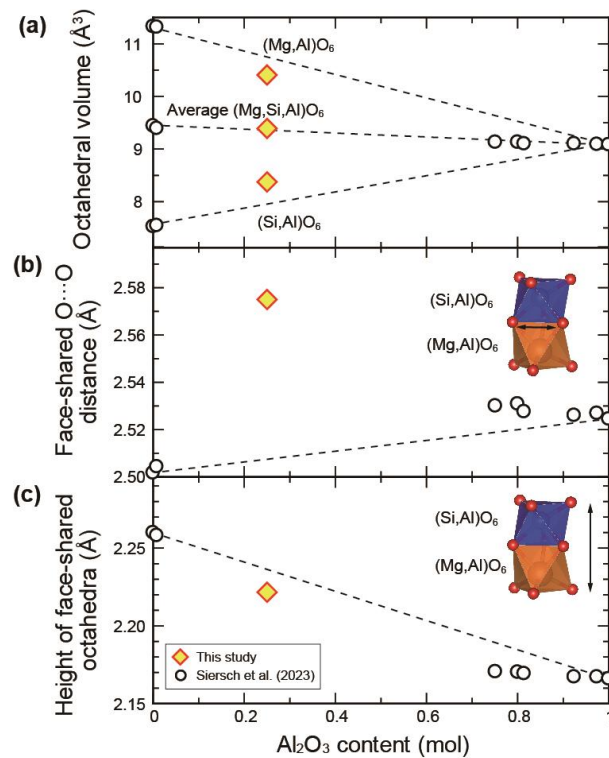 (a)
Octahedral volume (Å³)
11
10
9
8
7
(Mg,Al)O₆
Average (Mg,Si,Al)O₆
(Si,Al)O₆
(b)
Face-shared O···O
distance (Å)
2.58
2.56
2.54
2.52
2.50
(Si,Al)O₆
(Mg,Al)O₆
(c)
Height of face-shared
octahedra (Å)
2.25
2.20
2.15
(Si,Al)O₆
(Mg,Al)O₆
This study
Siersch et al. (2023)
0 0.2 0.4 0.6 0.8 1
Al₂O₃ content (mol)